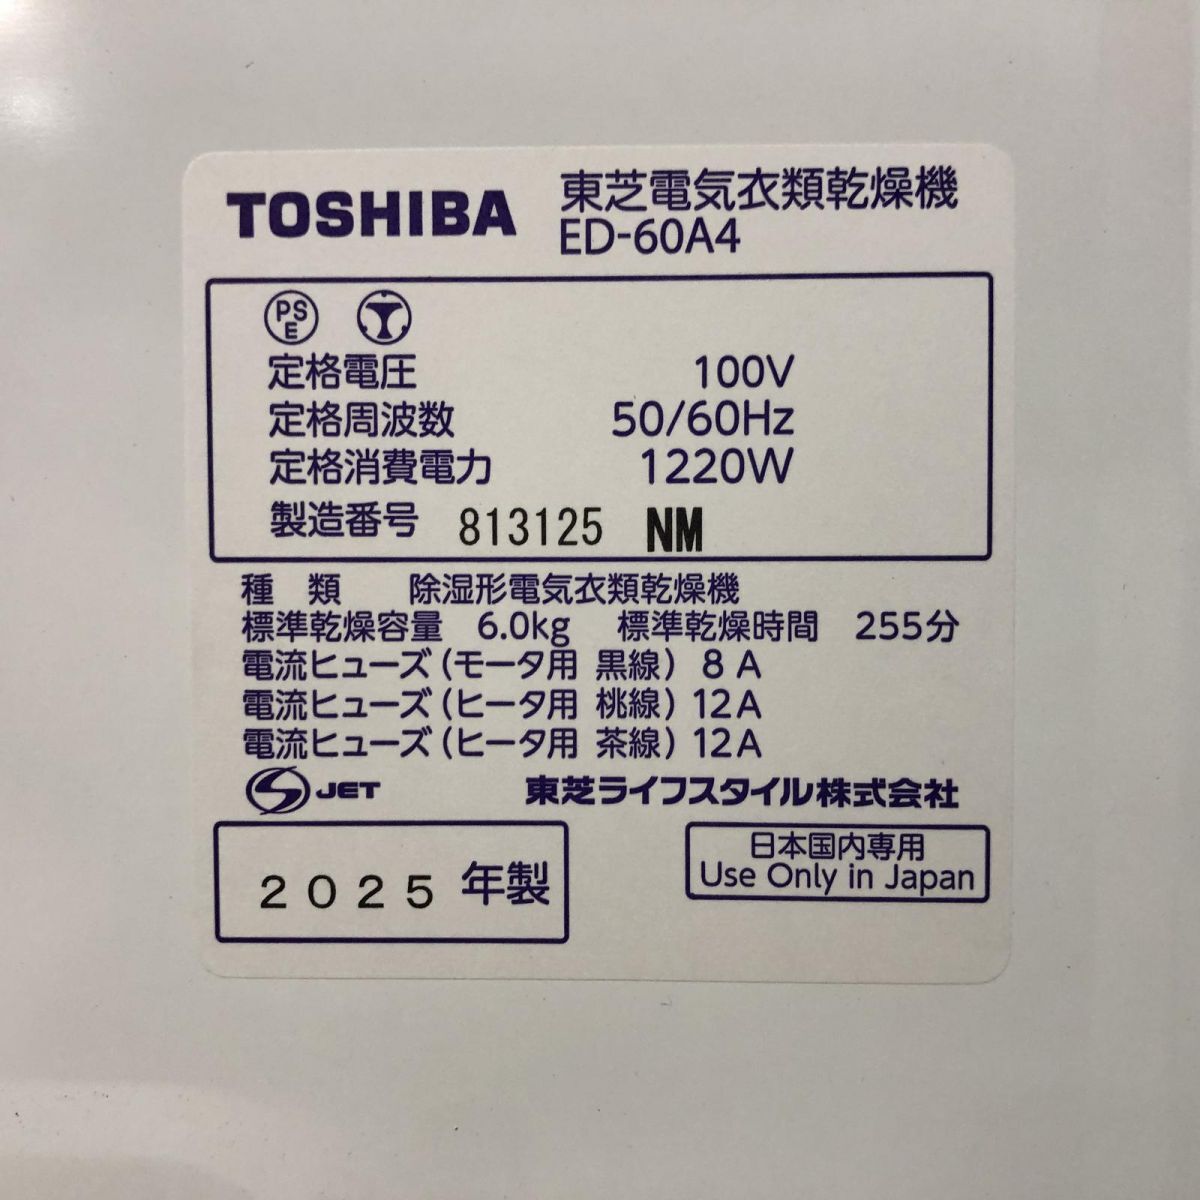 TOSHIBA 東芝電気衣類乾燥機
ED-60A4
PSE
定格電圧 100V
定格周波数 50/60Hz
定格消費電力 1220W
製造番号 813125 NM
種 類 除湿形電気衣類乾燥機
標準乾燥容量 6.0kg 標準乾燥時間 255分
電流ヒューズ(モータ用 黒線) 8A
電流ヒューズ(ヒータ用 桃線) 12A
電流ヒューズ(ヒータ用 茶線) 12A
S JET 東芝ライフスタイル株式会社
2025 年製
日本国内専用
Use Only in Japan